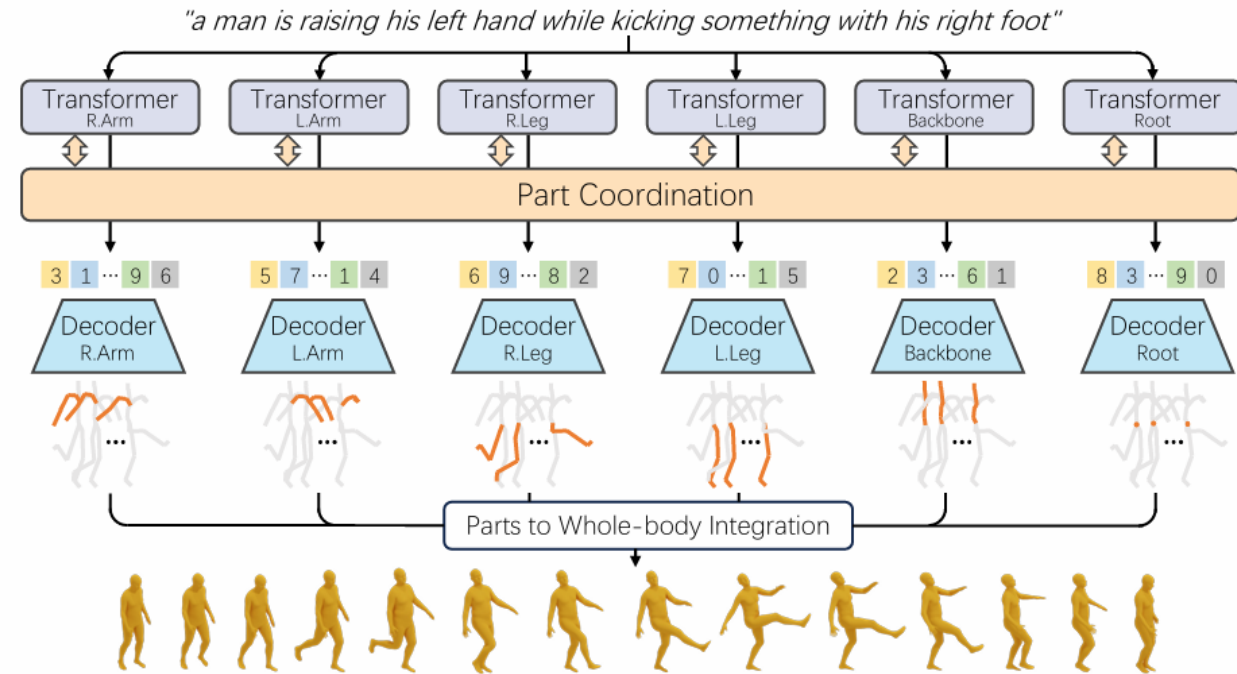 "a man is raising his left hand while kicking something with his right foot"
Transformer Transformer Transformer Transformer Transformer Transformer
R.Arm L.Arm R.Leg L.Leg Backbone Root
Part Coordination
3 1 ... 9 6 5 7 ... 1 4 6 9 ... 8 2 7 0 ... 1 5 2 3 ... 6 1 8 3 ... 9 0
Decoder Decoder Decoder Decoder Decoder Decoder
R.Arm L.Arm R.Leg L.Leg Backbone Root
... ... ... ... ... ...
Parts to Whole-body Integration